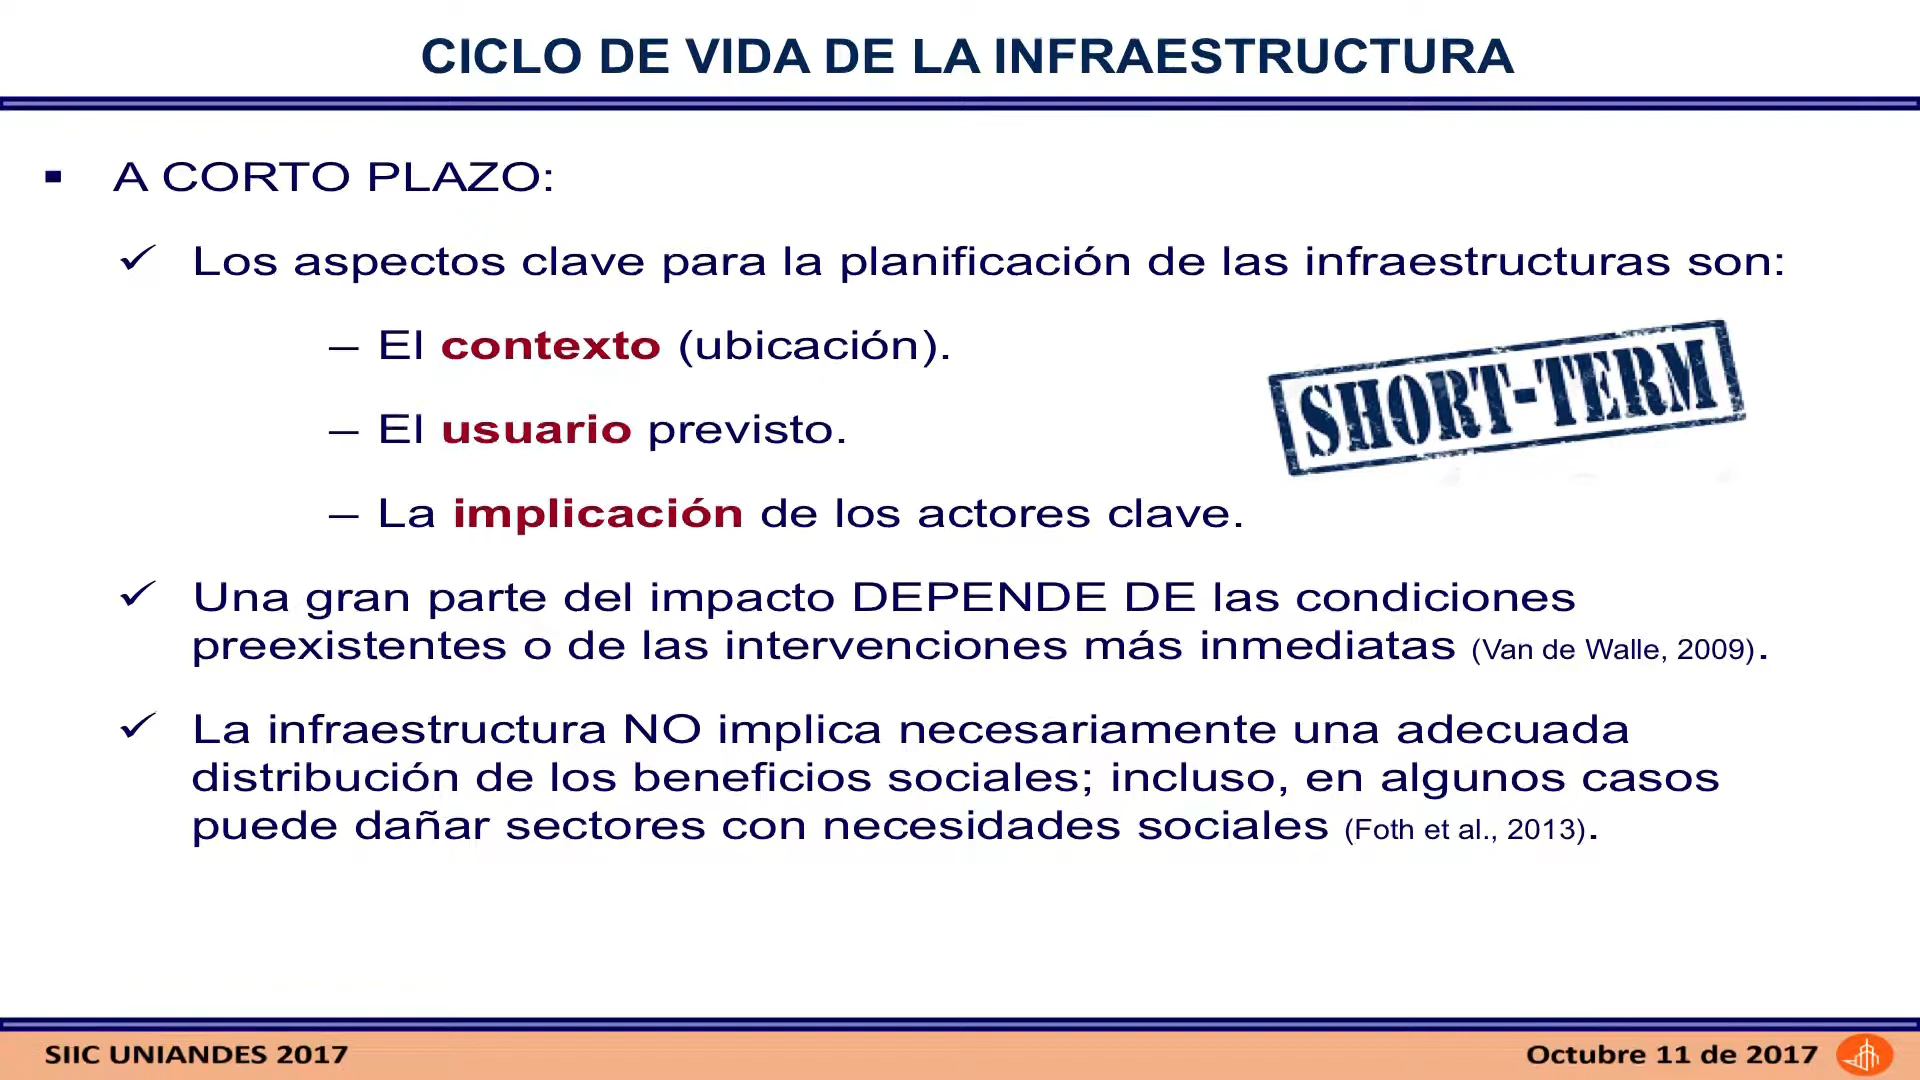 CICLO DE VIDA DE LA INFRAESTRUCTURA
▪ A CORTO PLAZO:
✓ Los aspectos clave para la planificación de las infraestructuras son:
– El contexto (ubicación).
SHORT-TERM
– El usuario previsto.
– La implicación de los actores clave.
✓ Una gran parte del impacto DEPENDE DE las condiciones
preexistentes o de las intervenciones más inmediatas (Van de Walle, 2009).
✓ La infraestructura NO implica necesariamente una adecuada
distribución de los beneficios sociales; incluso, en algunos casos
puede dañar sectores con necesidades sociales (Foth et al., 2013).
SIIC UNIANDES 2017
Octubre 11 de 2017